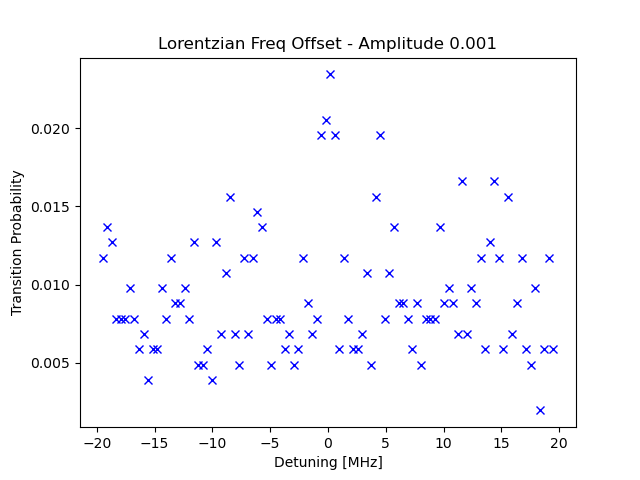 Lorentzian Freq Offset - Amplitude 0.001
Transition Probability
0.020
0.015
0.010
0.005
−20 −15 −10 −5 0 5 10 15 20
Detuning [MHz]